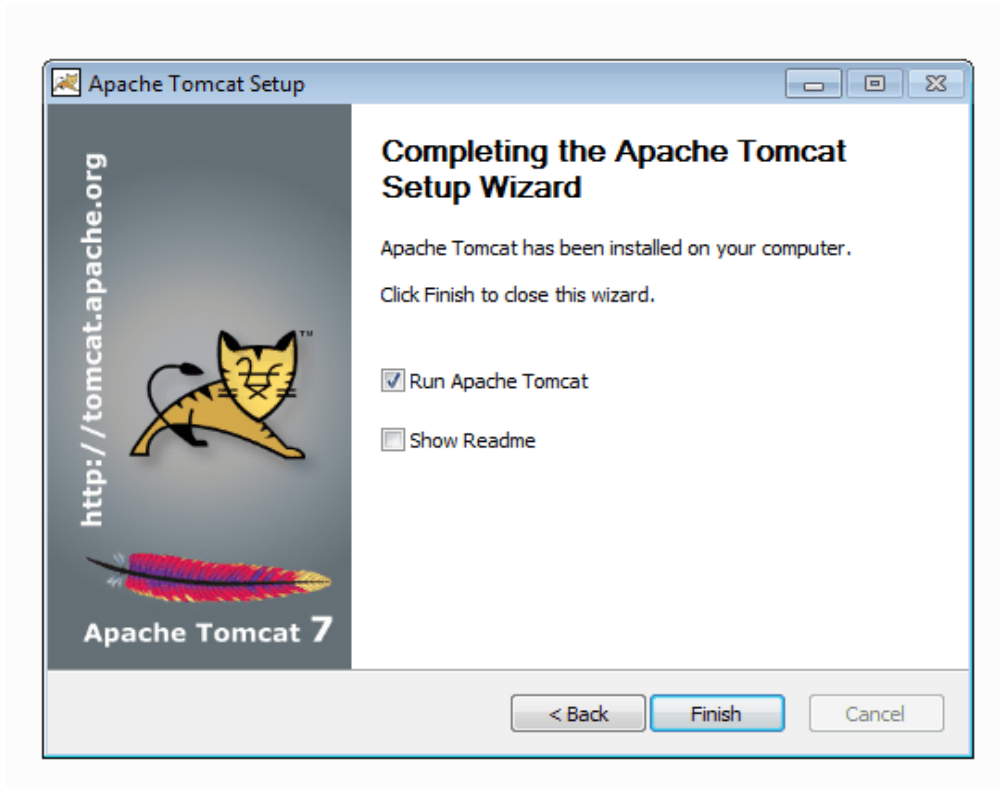 Apache Tomcat Setup
http://tomcat.apache.org
TM
Apache Tomcat 7
Completing the Apache Tomcat
Setup Wizard
Apache Tomcat has been installed on your computer.
Click Finish to close this wizard.
Run Apache Tomcat
Show Readme
< Back
Finish
Cancel